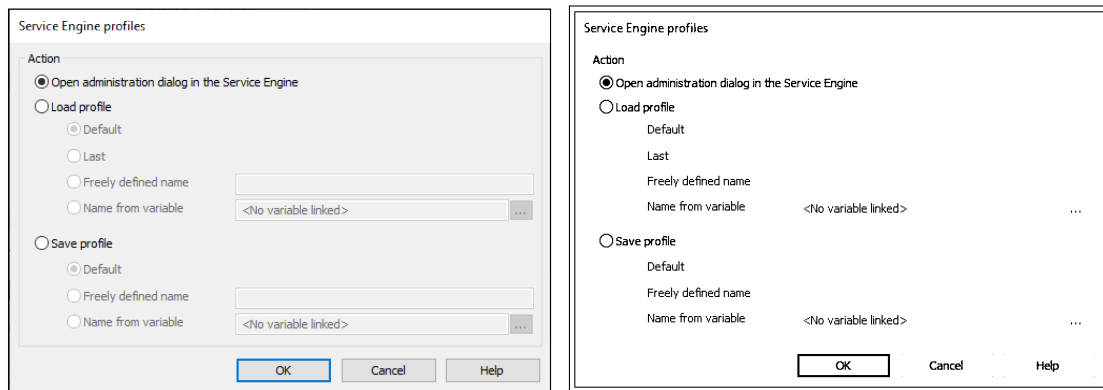 Service Engine profiles
Action
Open administration dialog in the Service Engine
Load profile
Default
Last
Freely defined name
Name from variable <No variable linked> ...
Save profile
Default
Freely defined name
Name from variable <No variable linked> ...
OK Cancel Help
Service Engine profiles
Action
Open administration dialog in the Service Engine
Load profile
Default
Last
Freely defined name
Name from variable <No variable linked> ...
Save profile
Default
Freely defined name
Name from variable <No variable linked> ...
OK Cancel Help